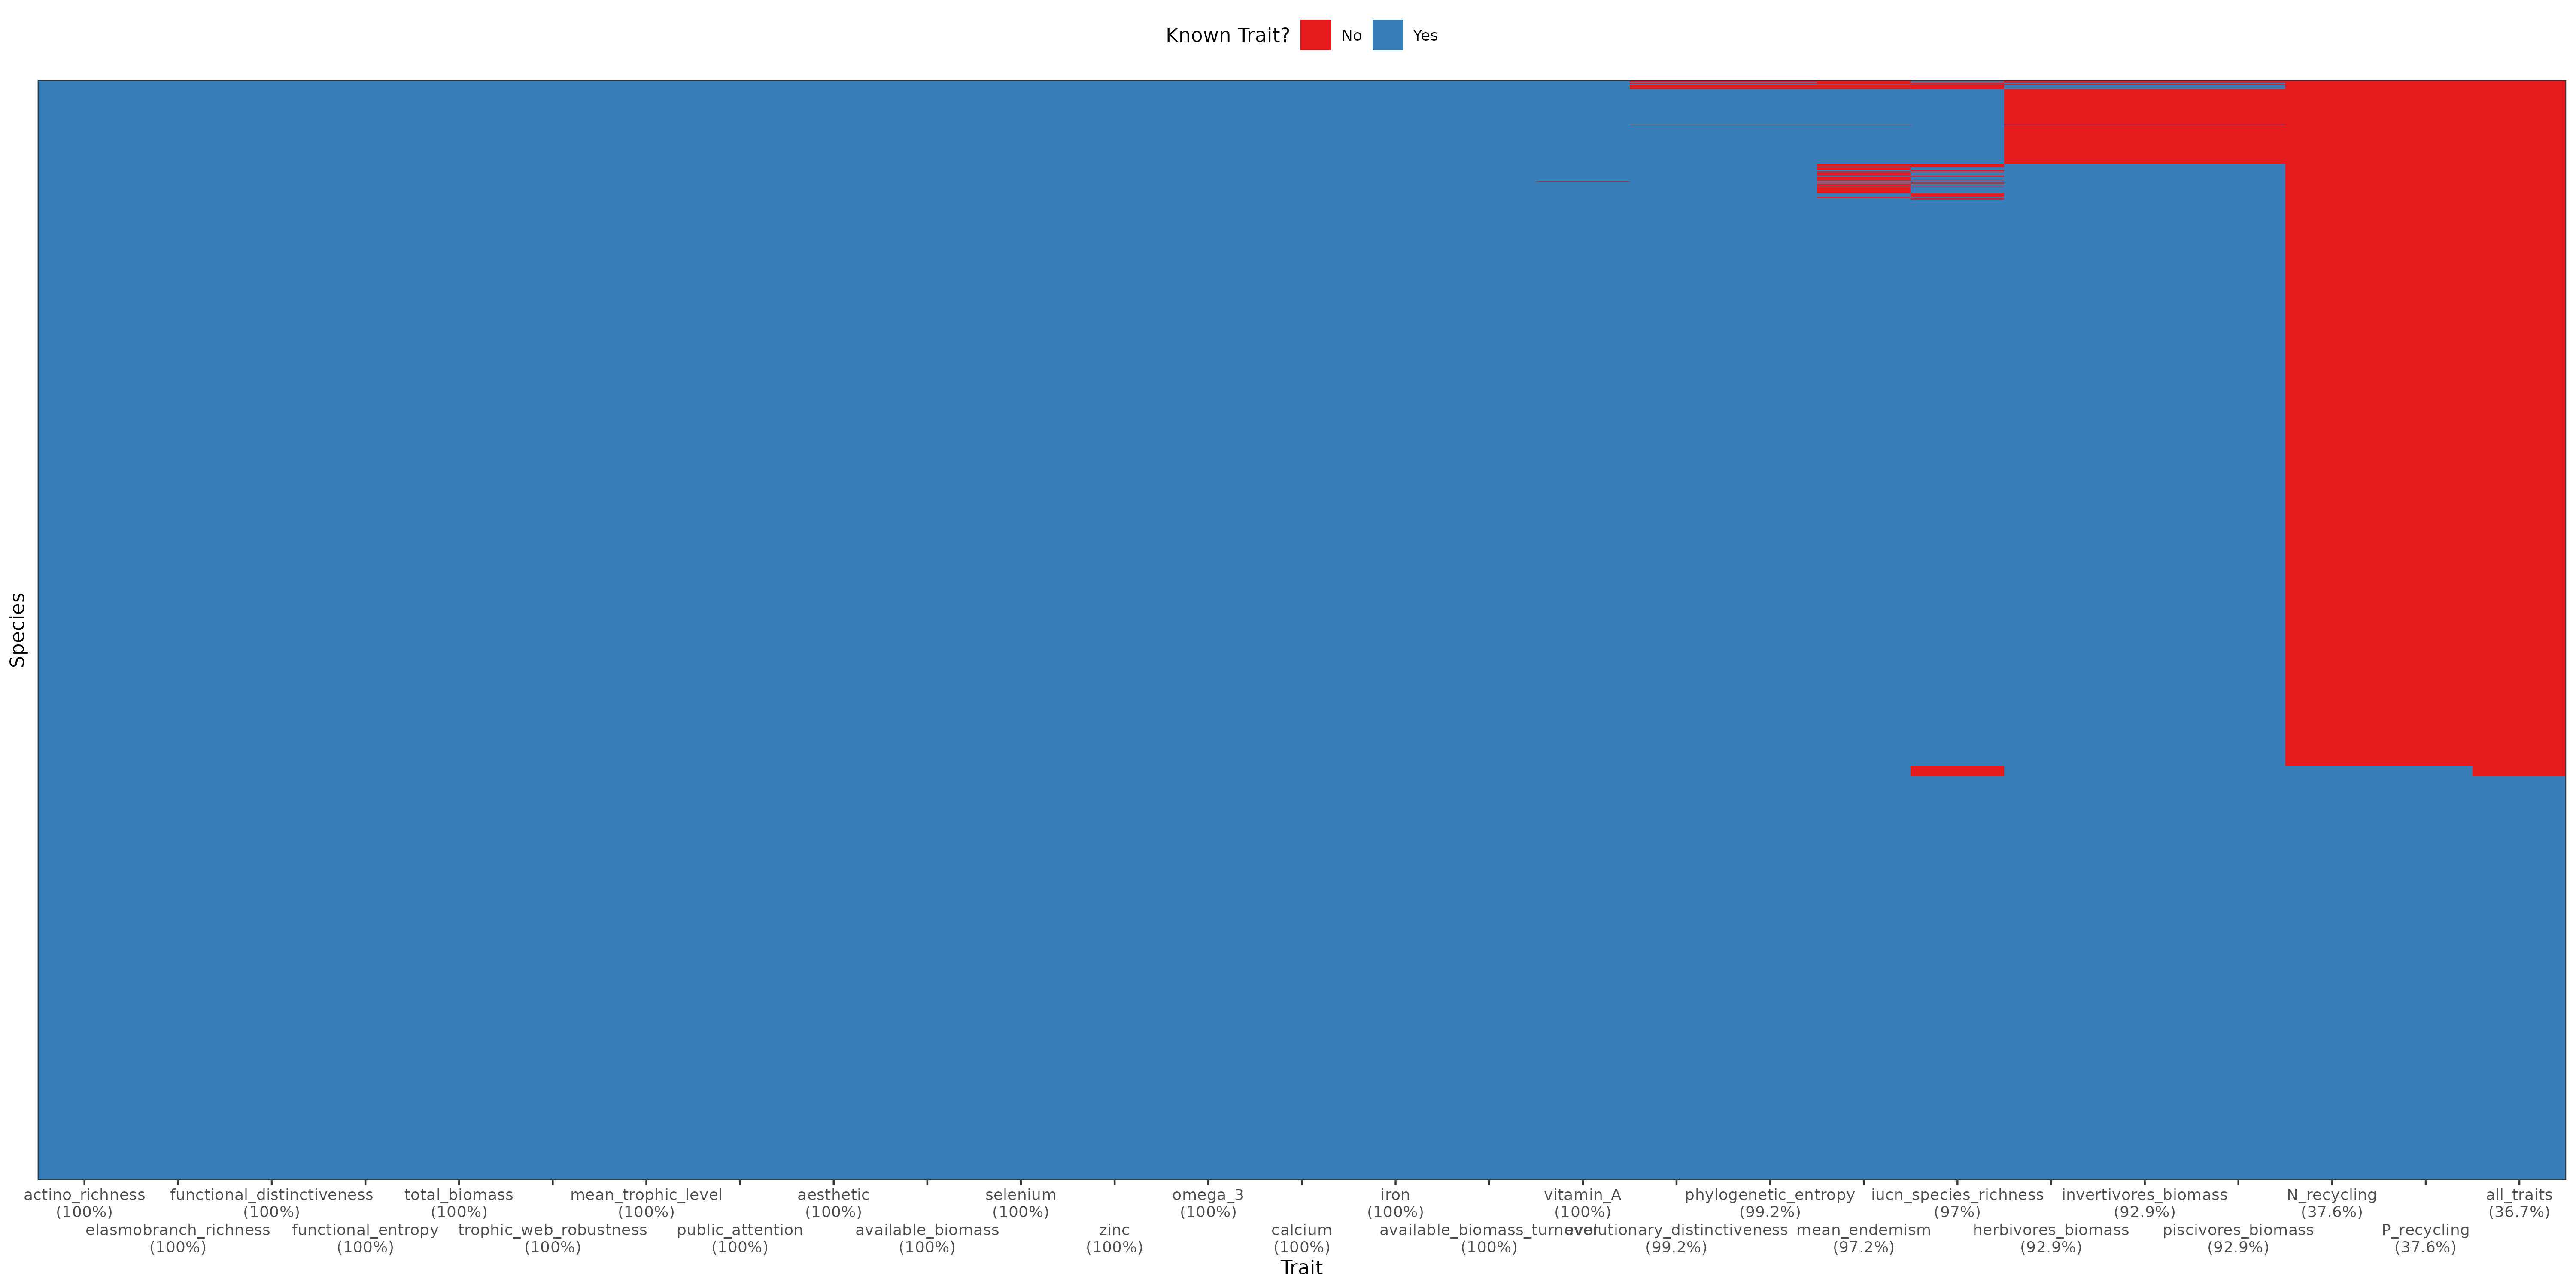 Known Trait? No Yes
Species
actino_richness functional_distinctiveness total_biomass mean_trophic_level aesthetic selenium omega_3 iron vitamin_A phylogenetic_entropy iucn_species_richness invertivores_biomass N_recycling all_traits
(100%) (100%) (100%) (100%) (100%) (100%) (100%) (100%) (100%) (99.2%) (97%) (92.9%) (37.6%) (36.7%)
elasmobranch_richness functional_entropy trophic_web_robustness public_attention available_biomass zinc calcium available_biomass_turnover evolutionary_distinctiveness mean_endemism herbivores_biomass piscivores_biomass P_recycling
(100%) (100%) (100%) (100%) (100%) (100%) (100%) (100%) (99.2%) (97.2%) (92.9%) (92.9%) (37.6%)
Trait